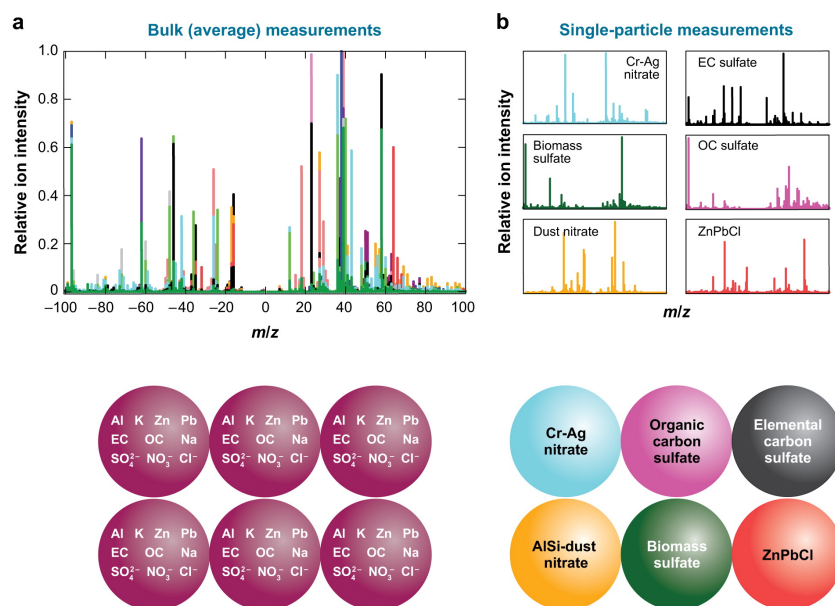 a
Bulk (average) measurements
Relative ion intensity
1.0
0.8
0.6
0.4
0.2
0
–100
–80
–60
–40
–20
0
20
40
60
80
100
m/z
b
Single-particle measurements
Relative ion intensity
Cr-Ag
nitrate
EC sulfate
Biomass
sulfate
OC sulfate
Dust nitrate
ZnPbCl
m/z
Al K Zn Pb
EC OC Na
SO₄²⁻ NO₃⁻ Cl⁻
Al K Zn Pb
EC OC Na
SO₄²⁻ NO₃⁻ Cl⁻
Al K Zn Pb
EC OC Na
SO₄²⁻ NO₃⁻ Cl⁻
Al K Zn Pb
EC OC Na
SO₄²⁻ NO₃⁻ Cl⁻
Al K Zn Pb
EC OC Na
SO₄²⁻ NO₃⁻ Cl⁻
Al K Zn Pb
EC OC Na
SO₄²⁻ NO₃⁻ Cl⁻
Cr-Ag
nitrate
Organic
carbon
sulfate
Elemental
carbon
sulfate
AlSi-dust
nitrate
Biomass
sulfate
ZnPbCl